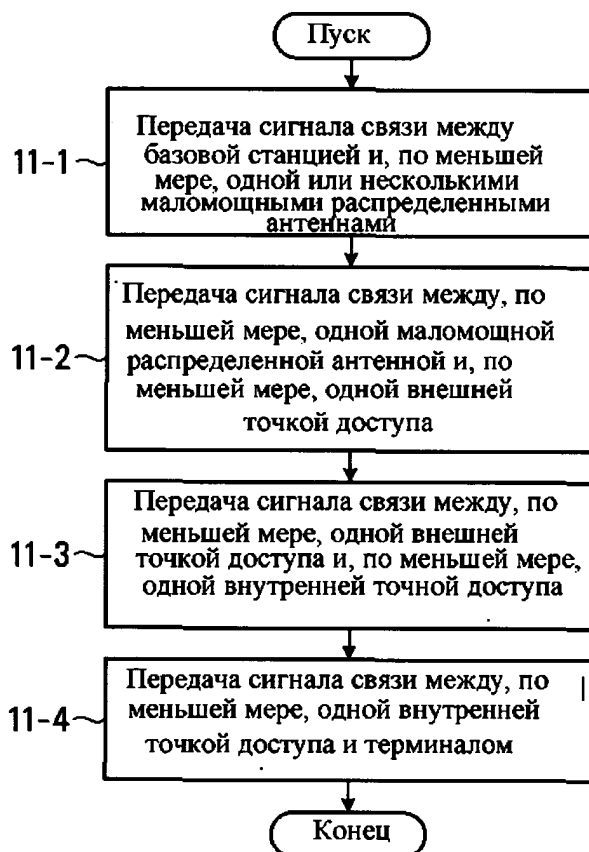 Пуск
11-1
Передача сигнала связи между
базовой станцией и, по меньшей
мере, одной или несколькими
маломощными распределенными
антеннами
11-2
Передача сигнала связи между, по
меньшей мере, одной маломощной
распределенной антенной и, по
меньшей мере, одной внешней
точкой доступа
11-3
Передача сигнала связи между, по
меньшей мере, одной внешней
точкой доступа и, по меньшей мере,
одной внутренней точной доступа
11-4
Передача сигнала связи между, по
меньшей мере, одной внутренней
точкой доступа и терминалом
Конец